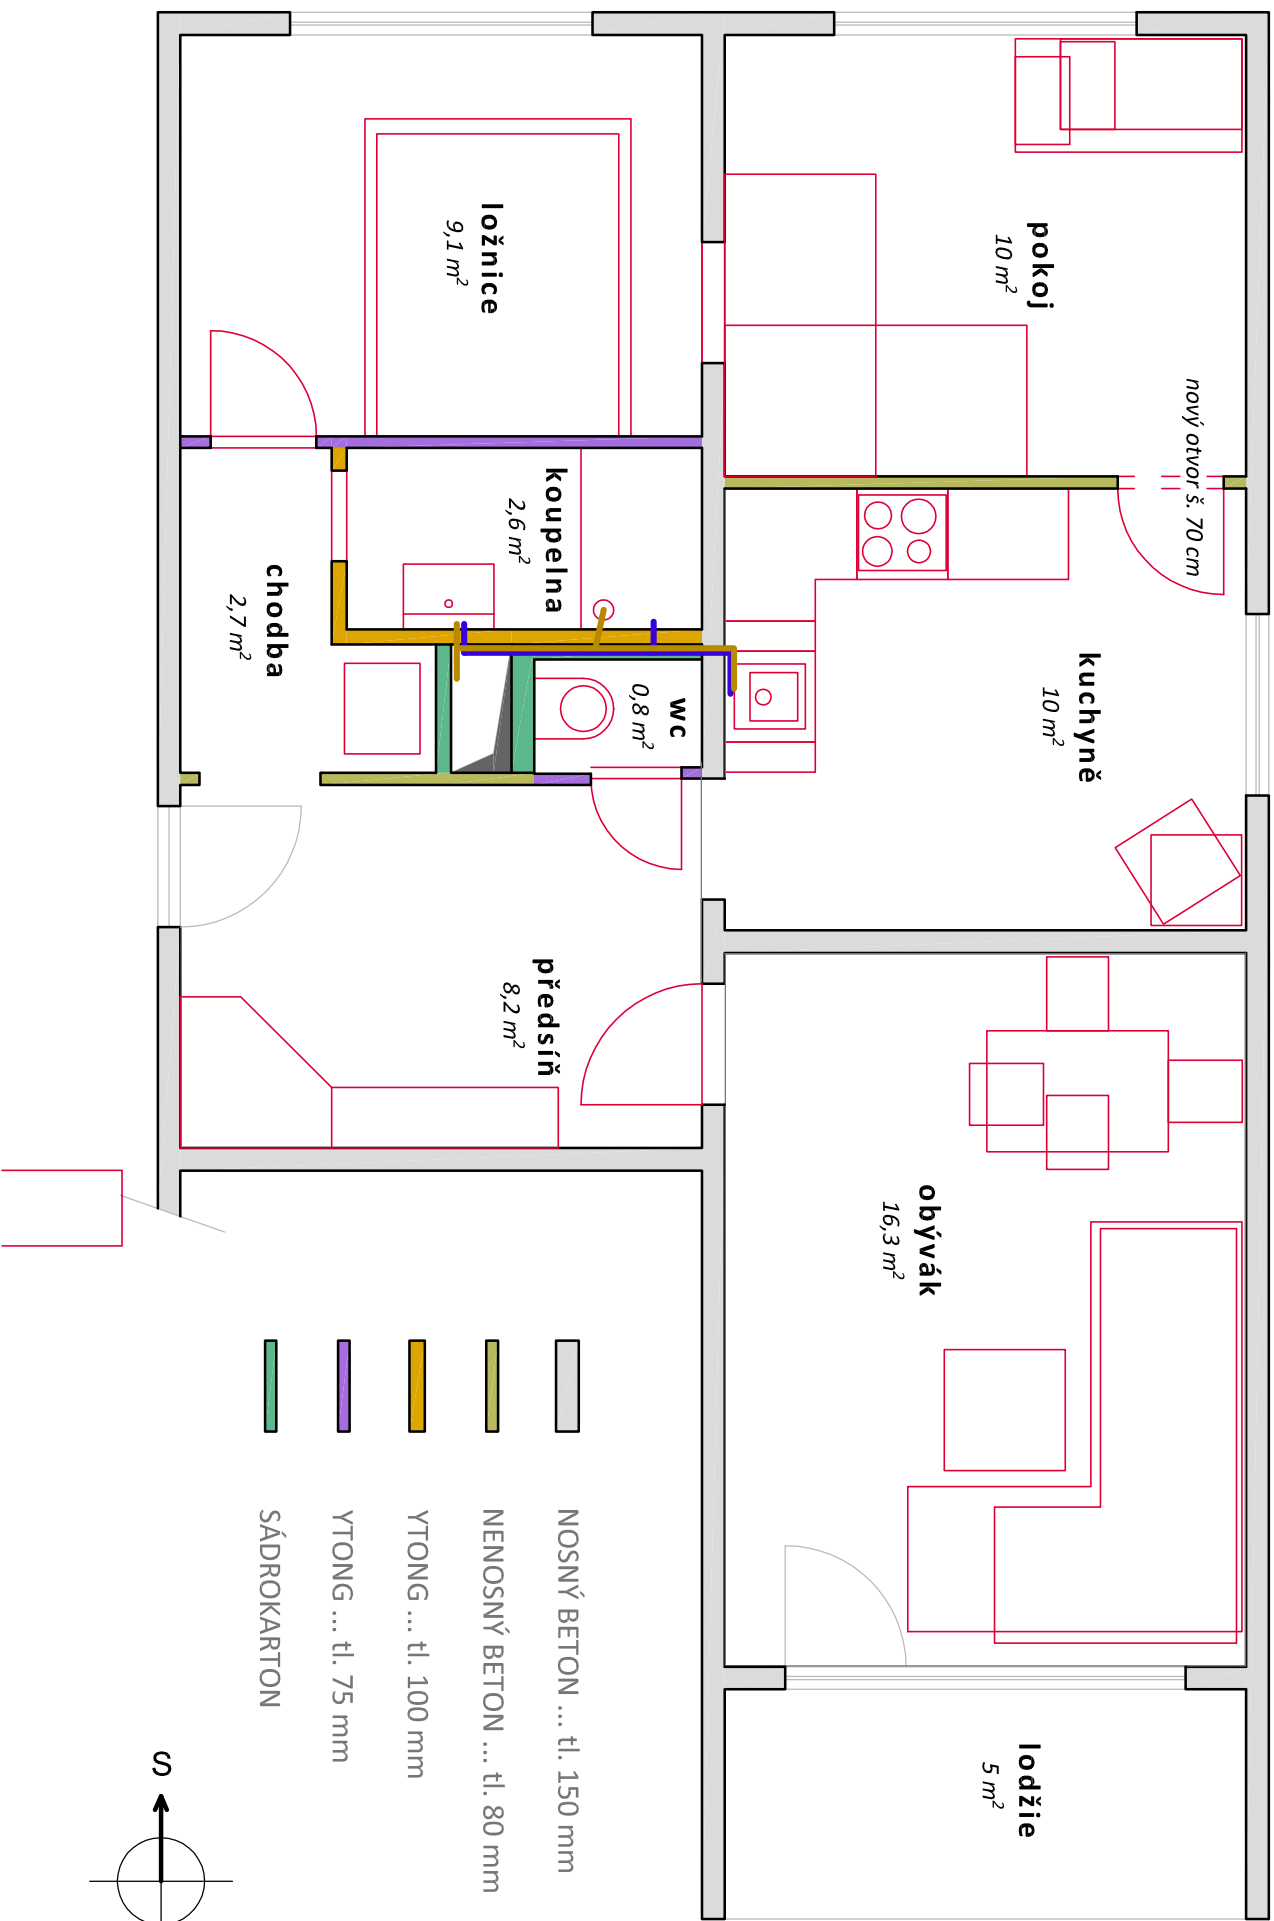 ložnice
9,1 m²
pokoj
10 m²
nový otvor š. 70 cm
koupelna
2,6 m²
chodba
2,7 m²
wc
0,8 m²
kuchyně
10 m²
předsíň
8,2 m²
obývák
16,3 m²
lodžie
5 m²
NOSNÝ BETON ... tl. 150 mm
NENOSNÝ BETON ... tl. 80 mm
YTONG ... tl. 100 mm
YTONG ... tl. 75 mm
SÁDROKARTON
S